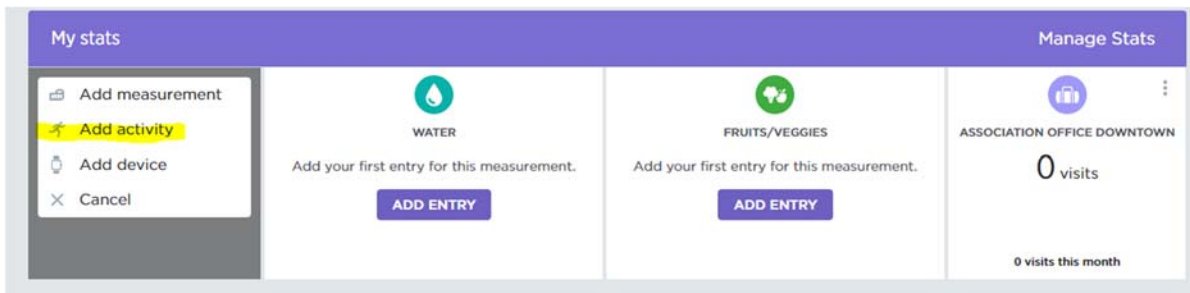 My stats
Manage Stats
Add measurement
Add activity
Add device
Cancel
WATER
Add your first entry for this measurement.
ADD ENTRY
FRUITS/VEGGIES
Add your first entry for this measurement.
ADD ENTRY
ASSOCIATION OFFICE DOWNTOWN
0 visits
0 visits this month